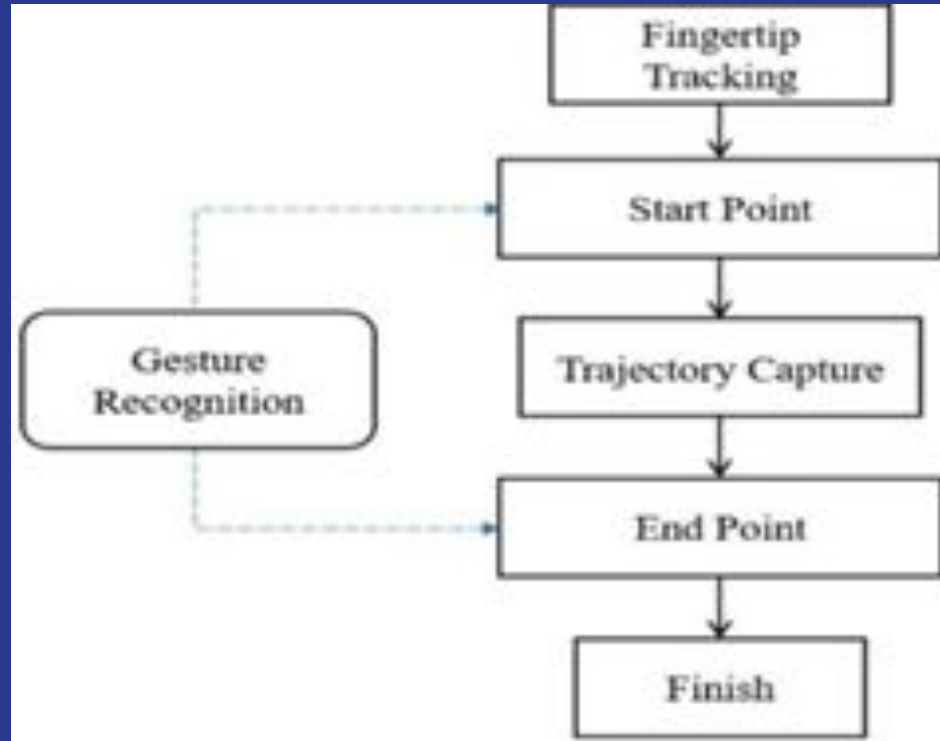 Fingertip
Tracking
Start Point
Gesture
Recognition
Trajectory Capture
End Point
Finish